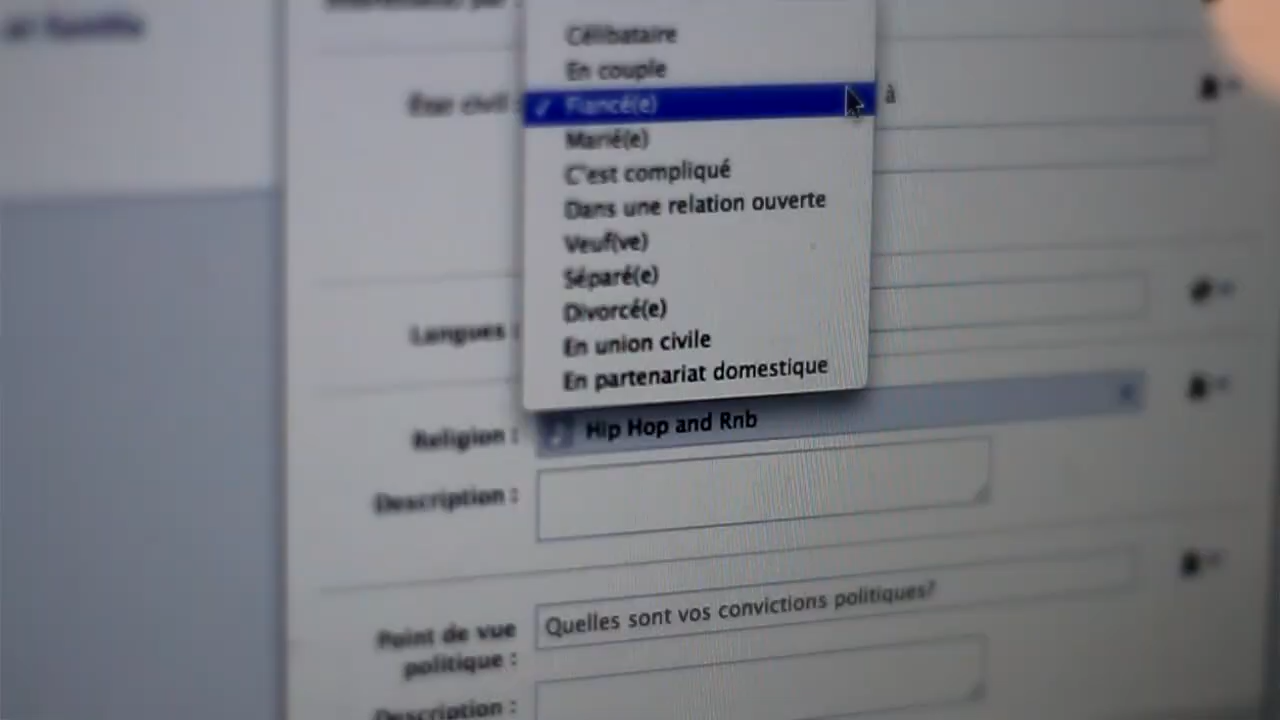 Célibataire
En couple
État civil :
✓ Fiancé(e)
à
Marié(e)
C'est compliqué
Dans une relation ouverte
Veuf(ve)
Séparé(e)
Divorcé(e)
Langues :
En union civile
En partenariat domestique
Religion :
Hip Hop and Rnb
Description :
Quelles sont vos convictions politiques?
Point de vue
politique :
Description :